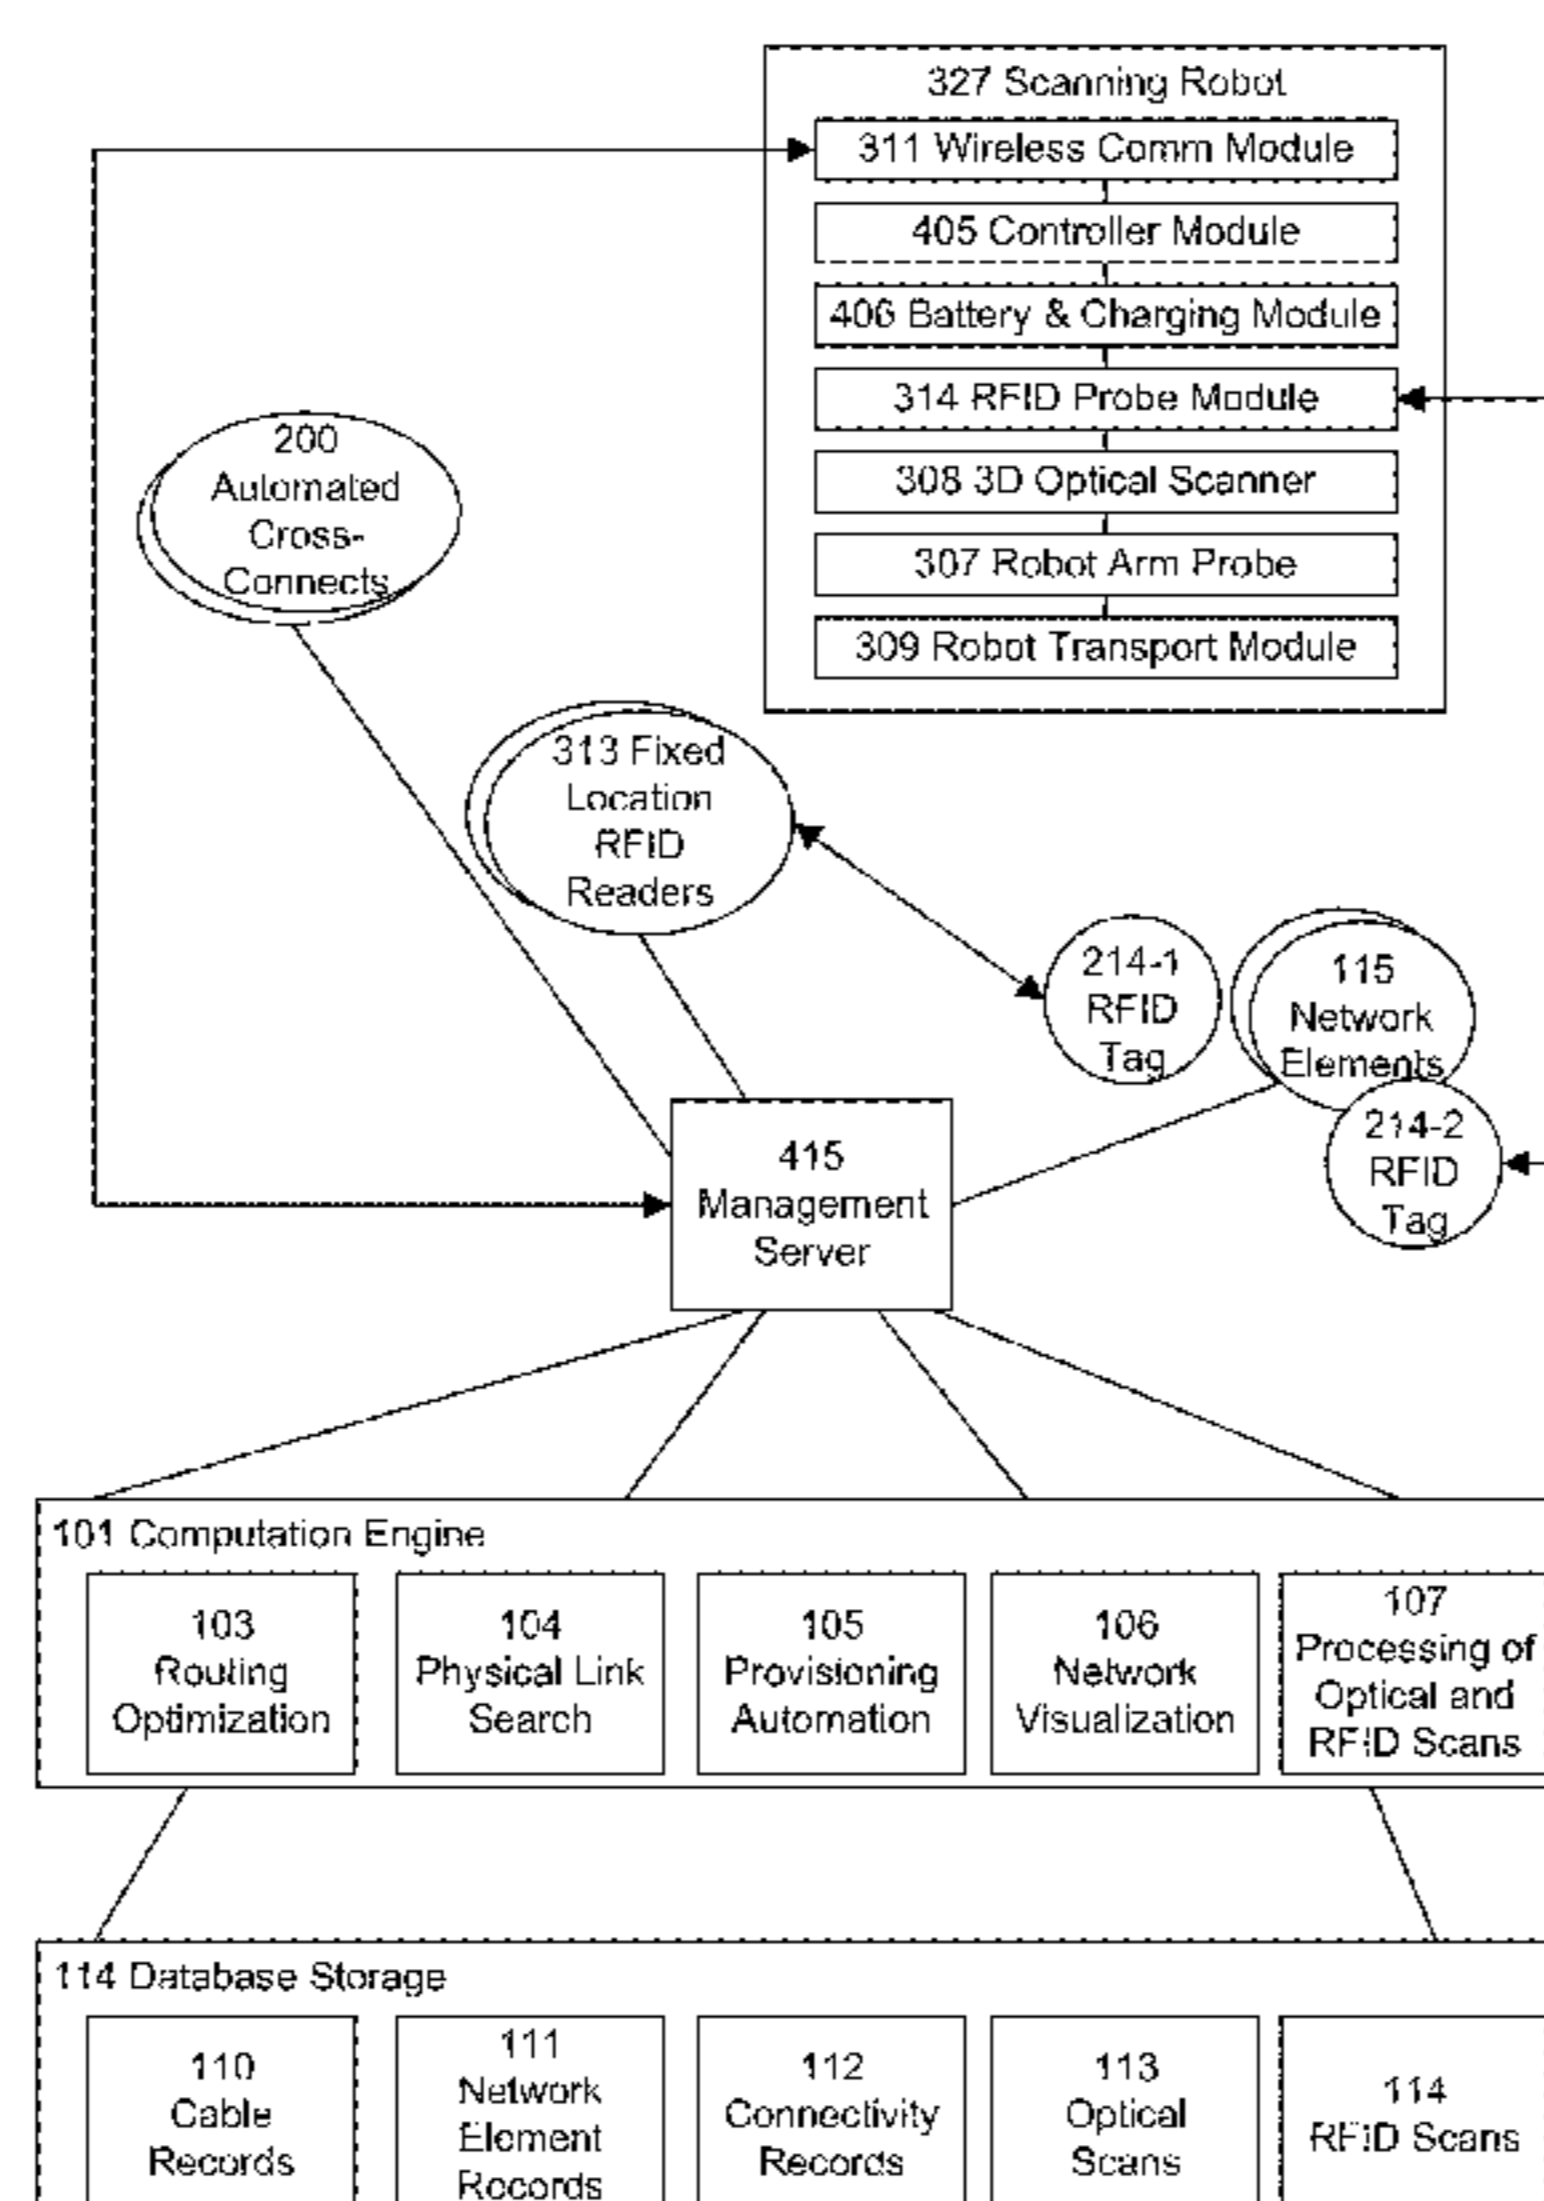 327 Scanning Robot
311 Wireless Comm Module
405 Controller Module
406 Battery & Charging Module
314 RFID Probe Module
308 3D Optical Scanner
307 Robot Arm Probe
309 Robot Transport Module
200
Automated
Cross-
Connects
313 Fixed
Location
RFID
Readers
214-1
RFID
Tag
115
Network
Elements
214-2
RFID
Tag
415
Management
Server
101 Computation Engine
103
Routing
Optimization
104
Physical Link
Search
105
Provisioning
Automation
106
Network
Visualization
107
Processing of
Optical and
RFID Scans
114 Database Storage
110
Cable
Records
111
Network
Element
Records
112
Connectivity
Records
113
Optical
Scans
114
RFID Scans